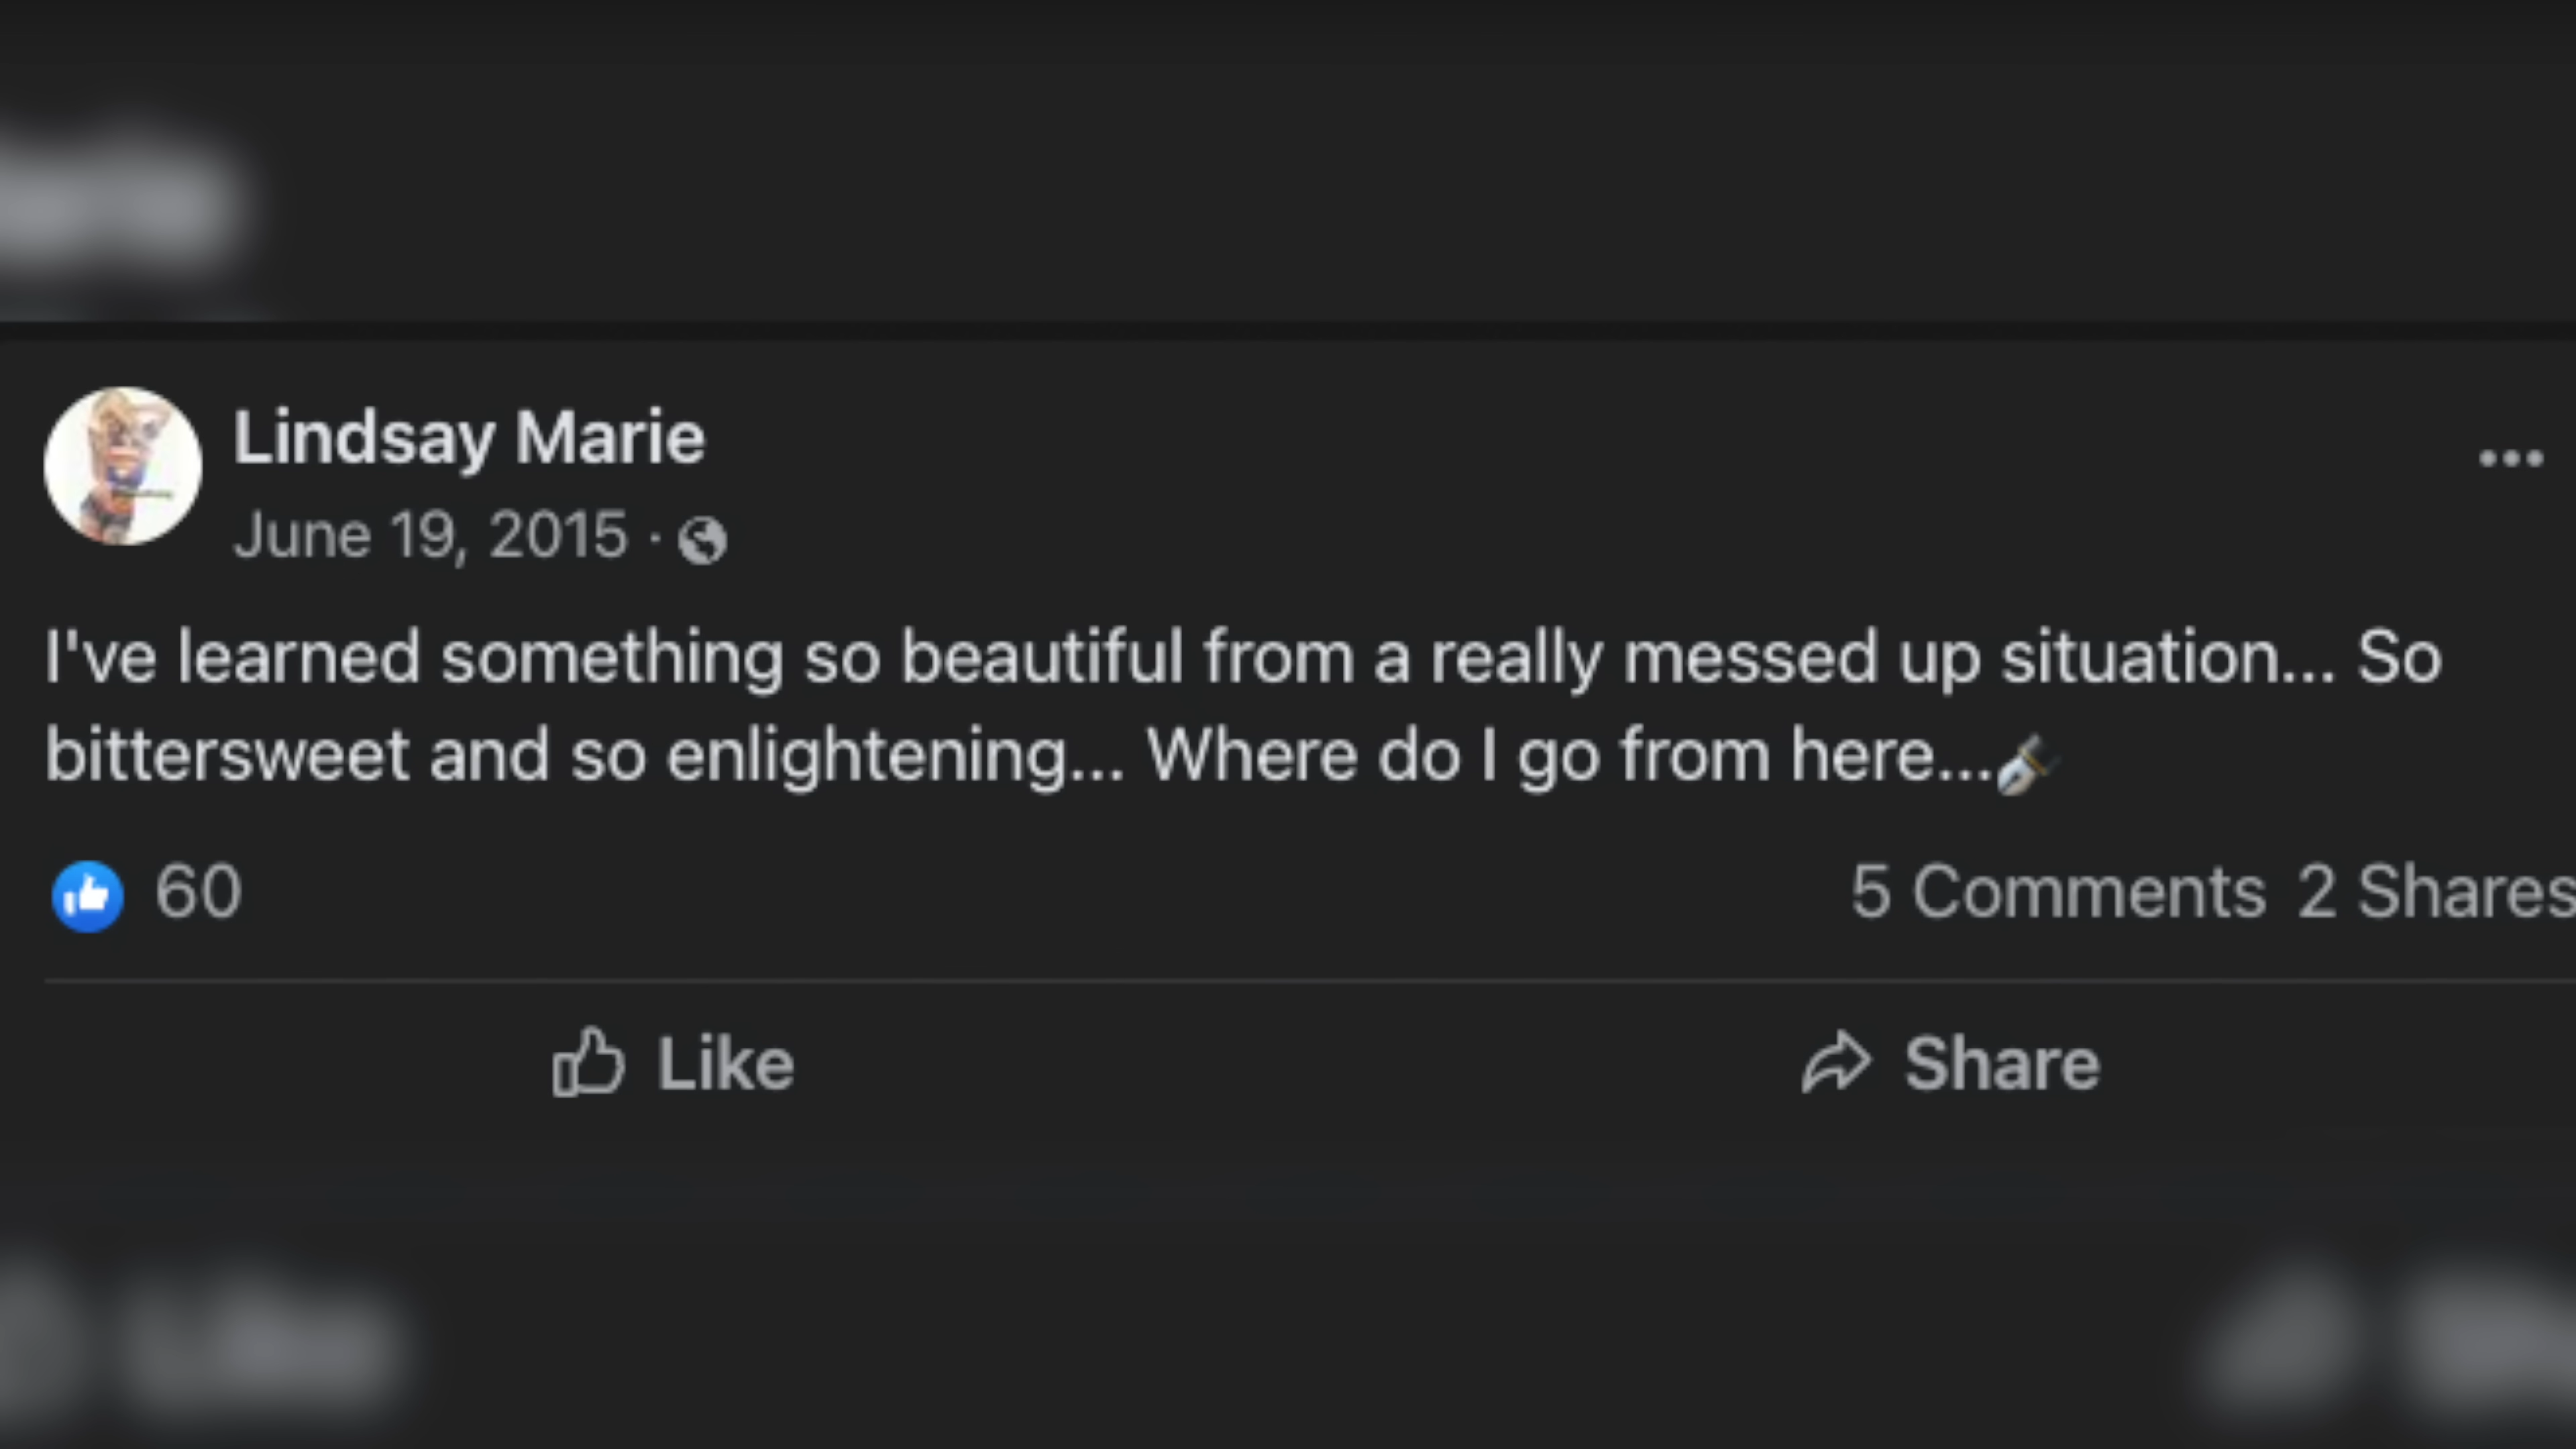 Lindsay Marie
June 19, 2015 ·
I've learned something so beautiful from a really messed up situation... So
bittersweet and so enlightening... Where do I go from here...✒️
60
5 Comments 2 Shares
Like
Share